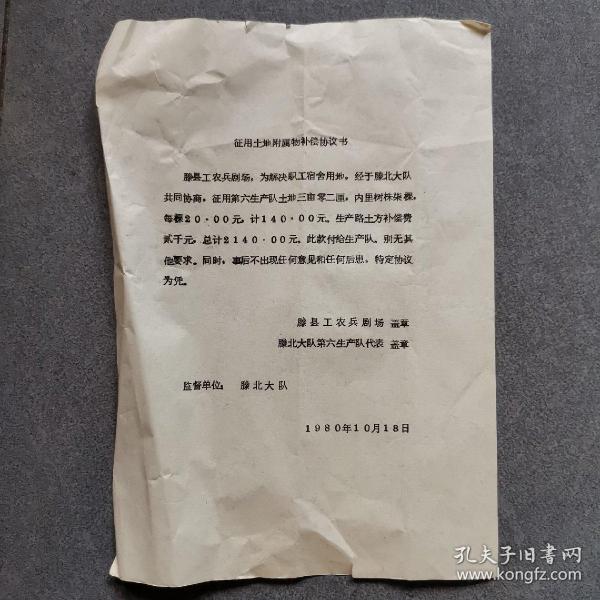 征用土地附属物补偿协议书
滕县工农兵剧场，为解决职工宿舍用地，经于滕北大队
共同协商，征用第六生产队土地三亩零二厘，内里树株柒棵，
每棵20·00元，计140·00元。生产路土方补偿费
贰千元，总计2140·00元。此款付给生产队。别无其
他要求。同时，事后不出现任何意见和任何后患，特定协议
为凭。
滕县工农兵剧场 盖章
滕北大队第六生产队代表 盖章
监督单位： 滕北大队
1980年10月18日
孔夫子旧书网
www.kongfz.com